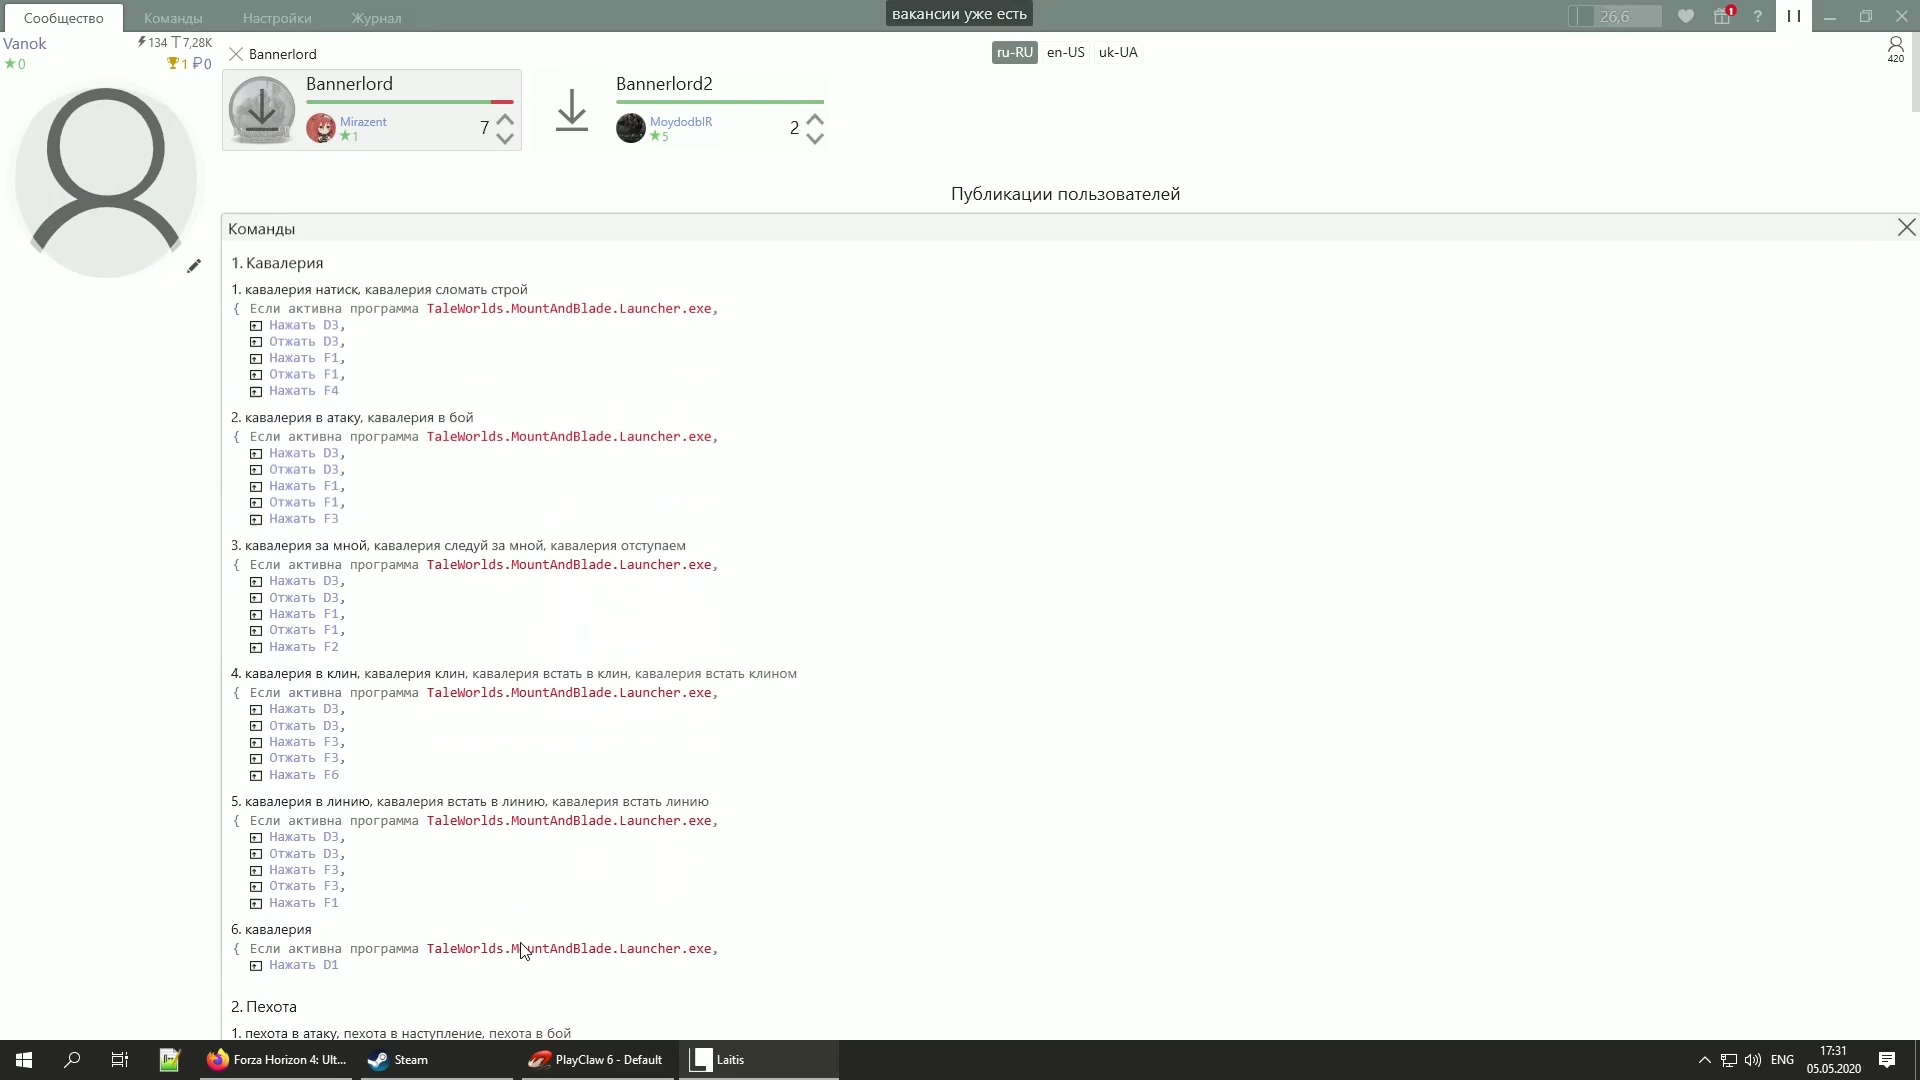 Сообщество
Команды
Настройки
Журнал
вакансии уже есть
26,6
1
?
Vanok
134
7,28K
0
1
0
Bannerlord
ru-RU
en-US
uk-UA
420
Bannerlord
Mirazent
1
7
Bannerlord2
MoydodblR
5
2
Публикации пользователей
Команды
1. Кавалерия
1. кавалерия натиск, кавалерия сломать строй
{ Если активна программа TaleWorlds.MountAndBlade.Launcher.exe,
Нажать D3,
Отжать D3,
Нажать F1,
Отжать F1,
Нажать F4
2. кавалерия в атаку, кавалерия в бой
{ Если активна программа TaleWorlds.MountAndBlade.Launcher.exe,
Нажать D3,
Отжать D3,
Нажать F1,
Отжать F1,
Нажать F3
3. кавалерия за мной, кавалерия следуй за мной, кавалерия отступаем
{ Если активна программа TaleWorlds.MountAndBlade.Launcher.exe,
Нажать D3,
Отжать D3,
Нажать F1,
Отжать F1,
Нажать F2
4. кавалерия в клин, кавалерия клин, кавалерия встать в клин, кавалерия встать клином
{ Если активна программа TaleWorlds.MountAndBlade.Launcher.exe,
Нажать D3,
Отжать D3,
Нажать F3,
Отжать F3,
Нажать F6
5. кавалерия в линию, кавалерия встать в линию, кавалерия встать линию
{ Если активна программа TaleWorlds.MountAndBlade.Launcher.exe,
Нажать D3,
Отжать D3,
Нажать F3,
Отжать F3,
Нажать F1
6. кавалерия
{ Если активна программа TaleWorlds.MountAndBlade.Launcher.exe,
Нажать D1
2. Пехота
1. пехота в атаку, пехота в наступление, пехота в бой
Forza Horizon 4: Ult...
Steam
PlayClaw 6 - Default
Laitis
ENG
17:31
05.05.2020